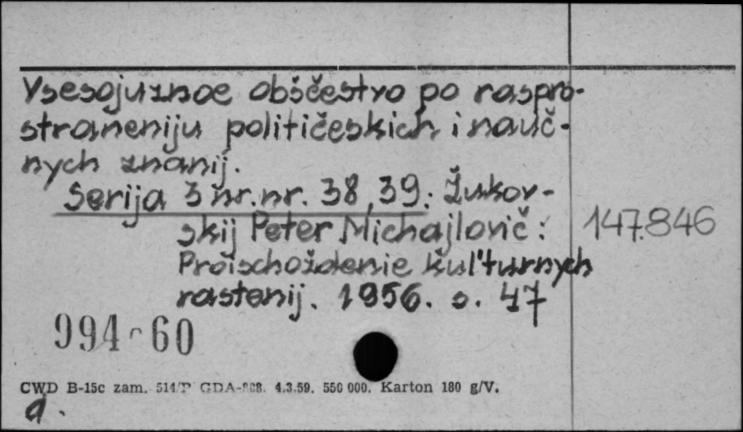 Vsesojuznoe obščestvo po raspro-
straneniju političeskich i nauč-
nych znanij.
Serija 3 nr.nr. 38, 39: Žukov-
skij Peter Michajlovič:
147.846
Proischoždenie kul'turnych
rastenij. 1956. s. 47
994-60
CWD B-15c zam. 514/P GDA- 4.3.59. 550 000. Karton 180 g/V.
a.